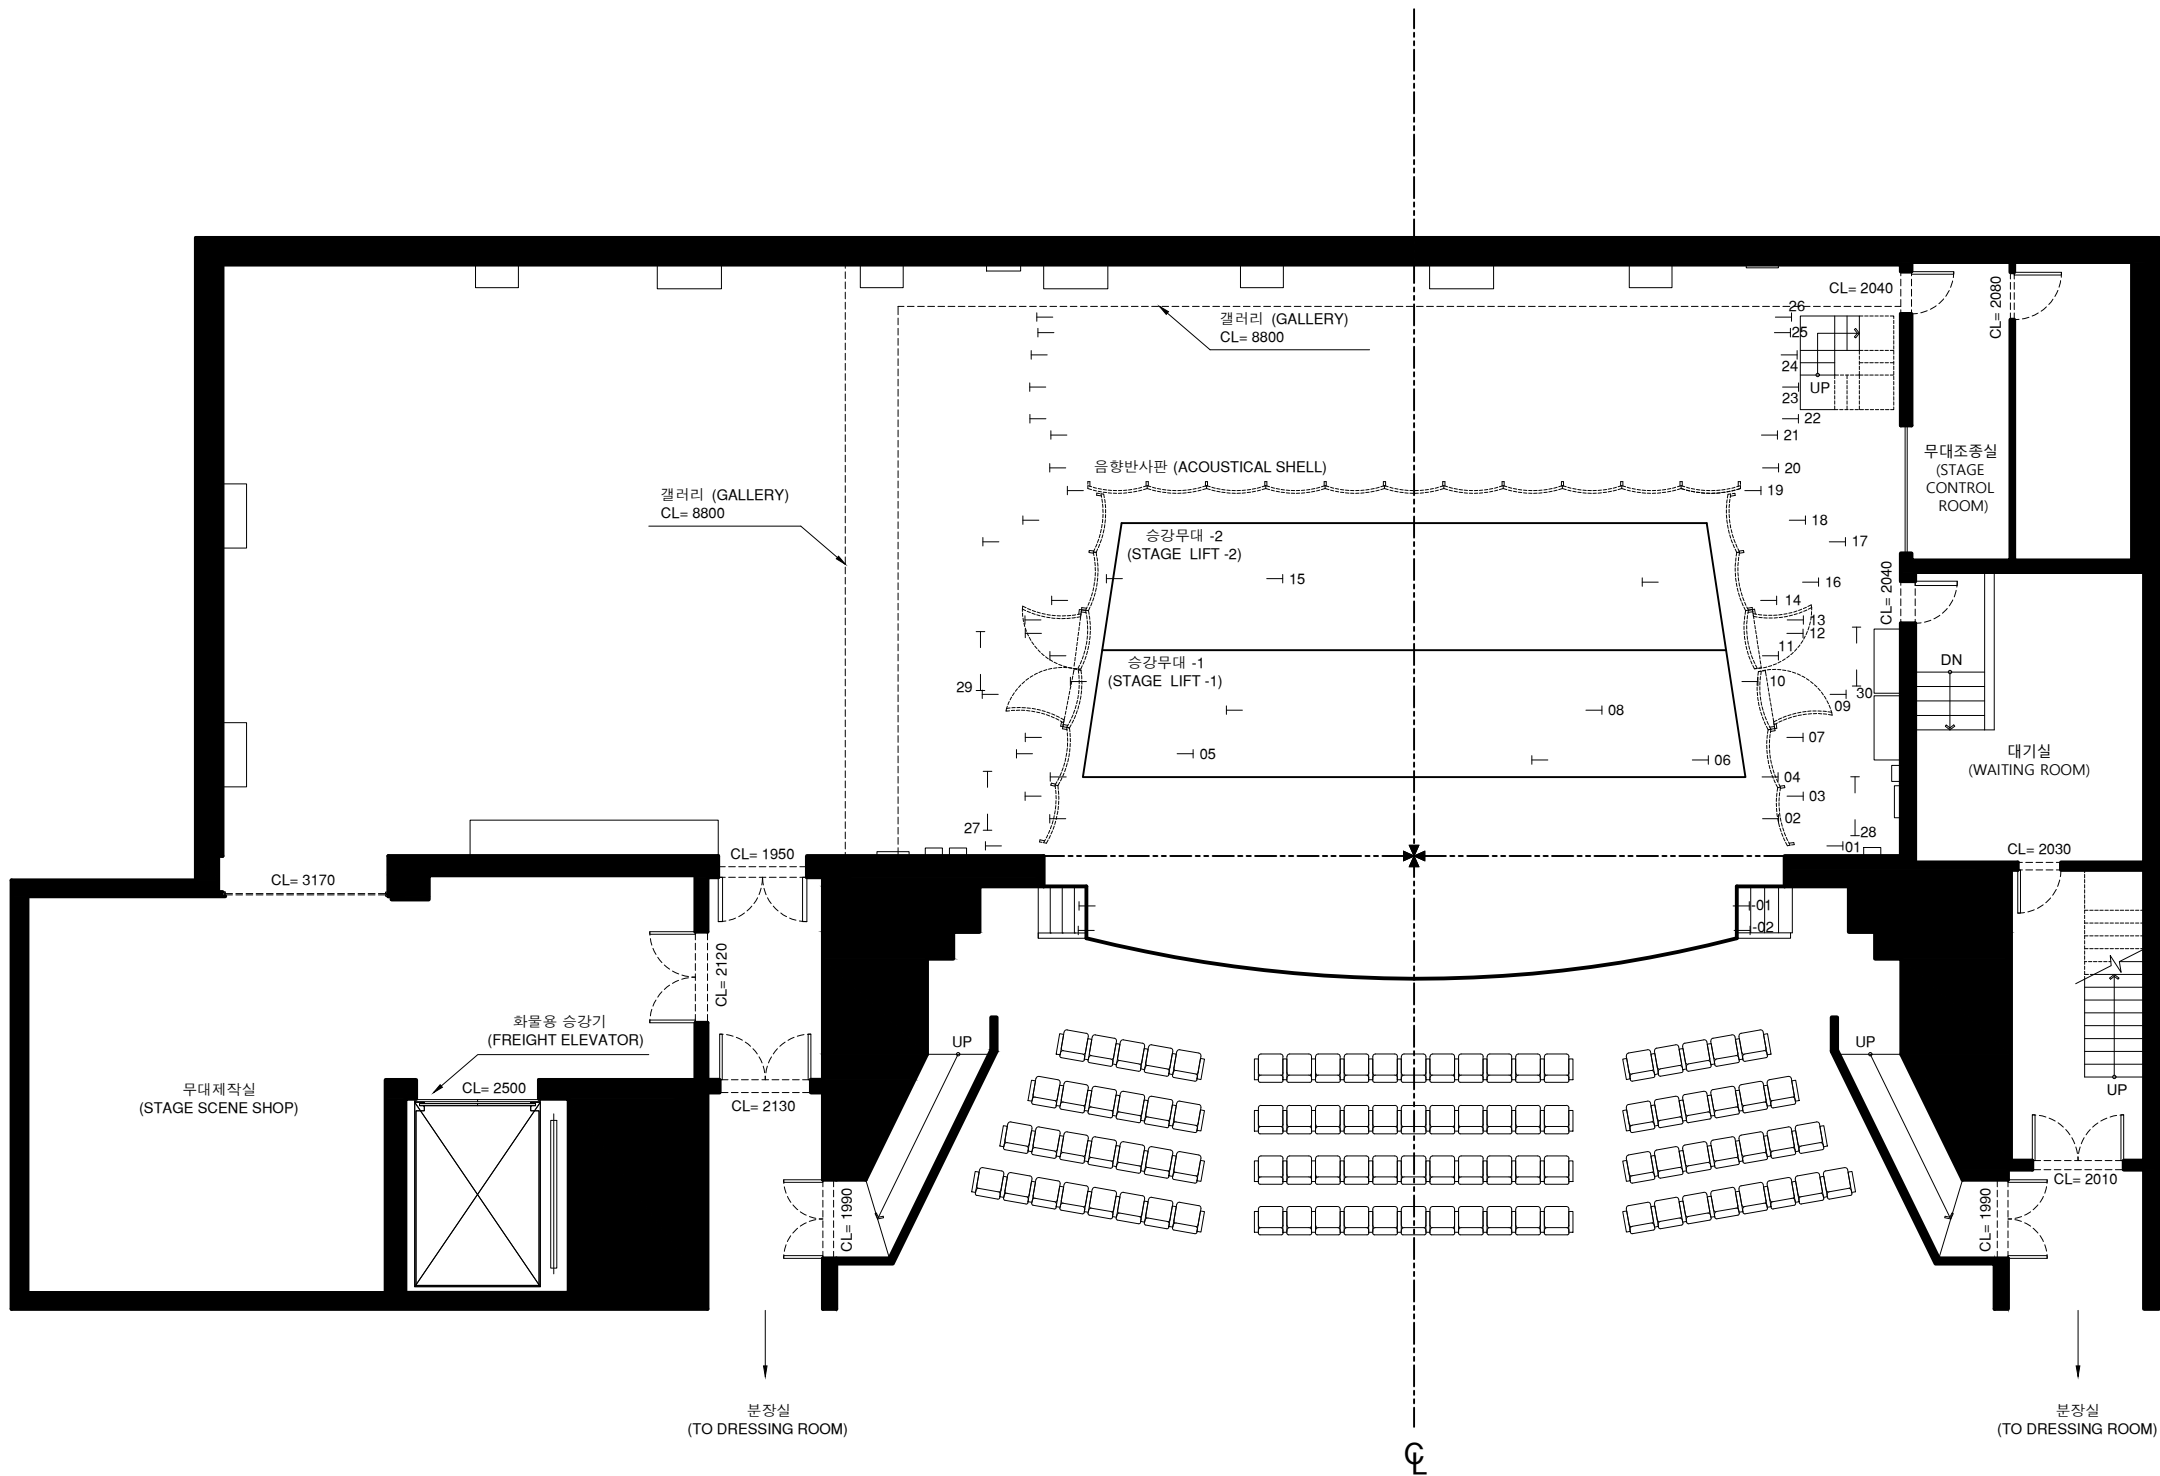 CL= 2040
CL= 2080
26
갤러리 (GALLERY)
CL= 8800
25
24
UP
23
22
21
무대조종실
(STAGE
CONTROL
ROOM)
음향반사판 (ACOUSTICAL SHELL)
20
19
갤러리 (GALLERY)
CL= 8800
18
승강무대 -2
(STAGE LIFT -2)
17
15
16
CL= 2040
14
13
12
11
승강무대 -1
(STAGE LIFT -1)
DN
10
29
30
09
08
07
05
06
대기실
(WAITING ROOM)
04
03
02
27
28
01
CL= 1950
CL= 2030
CL= 3170
-01
-02
CL= 2120
화물용 승강기
(FREIGHT ELEVATOR)
UP
UP
무대제작실
(STAGE SCENE SHOP)
CL= 2500
CL= 2130
UP
CL= 1990
CL= 1990
CL= 2010
분장실
(TO DRESSING ROOM)
분장실
(TO DRESSING ROOM)
℄